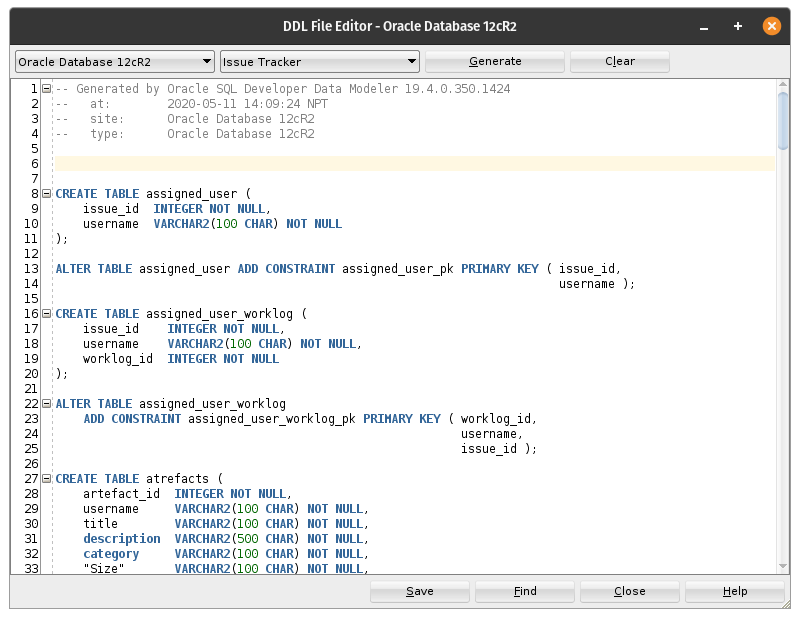 DDL File Editor - Oracle Database 12cR2
Oracle Database 12cR2 Issue Tracker Generate Clear
1 -- Generated by Oracle SQL Developer Data Modeler 19.4.0.350.1424
2 --   at:        2020-05-11 14:09:24 NPT
3 --   site:      Oracle Database 12cR2
4 --   type:      Oracle Database 12cR2
5
6
7
8 CREATE TABLE assigned_user (
9     issue_id  INTEGER NOT NULL,
10     username  VARCHAR2(100 CHAR) NOT NULL
11 );
12
13 ALTER TABLE assigned_user ADD CONSTRAINT assigned_user_pk PRIMARY KEY ( issue_id,
14                                                                         username );
15
16 CREATE TABLE assigned_user_worklog (
17     issue_id    INTEGER NOT NULL,
18     username    VARCHAR2(100 CHAR) NOT NULL,
19     worklog_id  INTEGER NOT NULL
20 );
21
22 ALTER TABLE assigned_user_worklog
23     ADD CONSTRAINT assigned_user_worklog_pk PRIMARY KEY ( worklog_id,
24                                                           username,
25                                                           issue_id );
26
27 CREATE TABLE atrefacts (
28     artefact_id  INTEGER NOT NULL,
29     username     VARCHAR2(100 CHAR) NOT NULL,
30     title        VARCHAR2(100 CHAR) NOT NULL,
31     description  VARCHAR2(500 CHAR) NOT NULL,
32     category     VARCHAR2(100 CHAR) NOT NULL,
33     "Size"       VARCHAR2(100 CHAR) NOT NULL,
Save Find Close Help